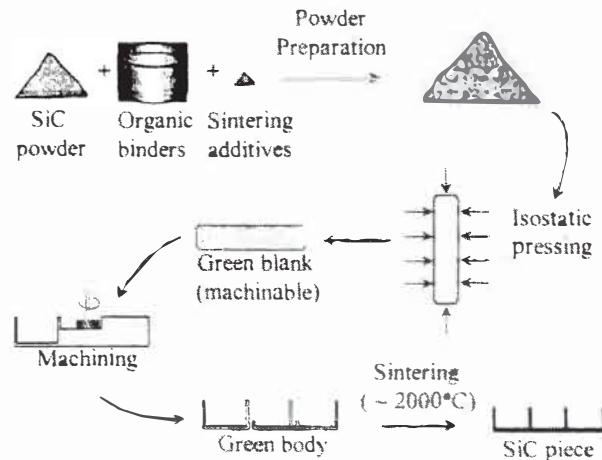 Powder
Preparation
+
+
SiC
powder
Organic
binders
Sintering
additives
Isostatic
pressing
Green blank
(machinable)
Machining
Sintering
(~ 2000°C)
Green body
SiC piece